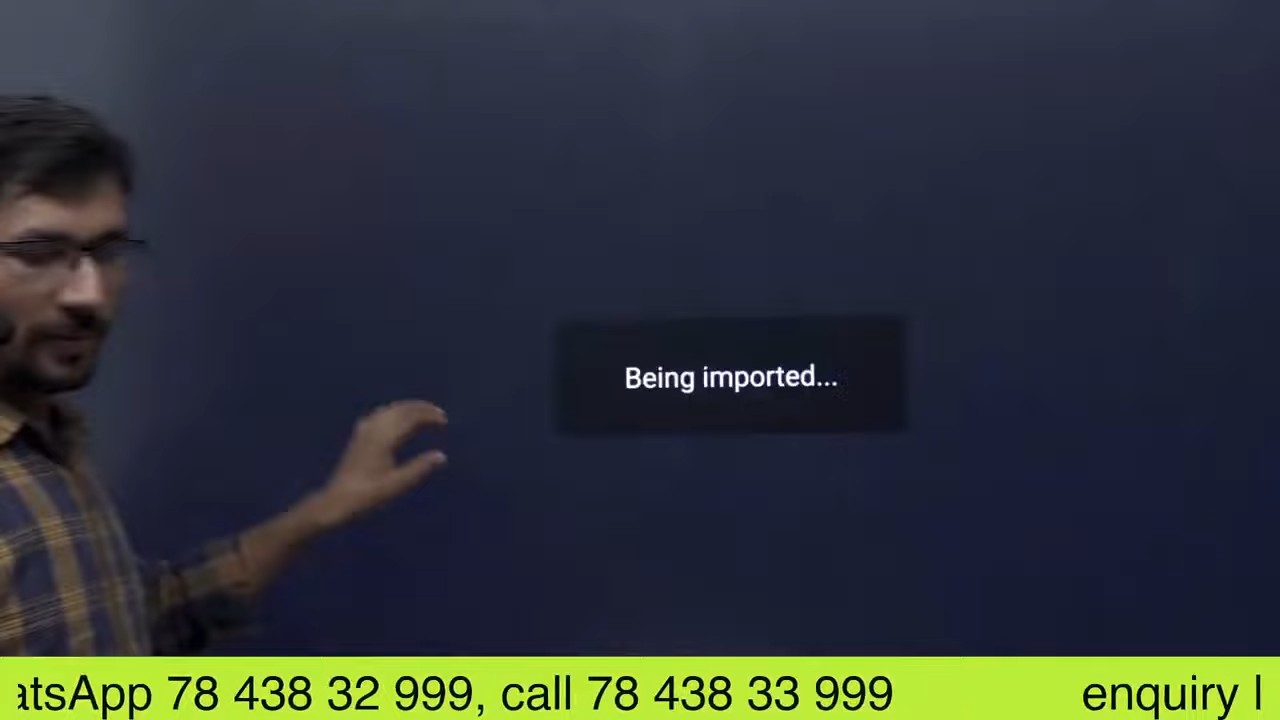 Being imported...
atsApp 78 438 32 999, call 78 438 33 999 enquiry